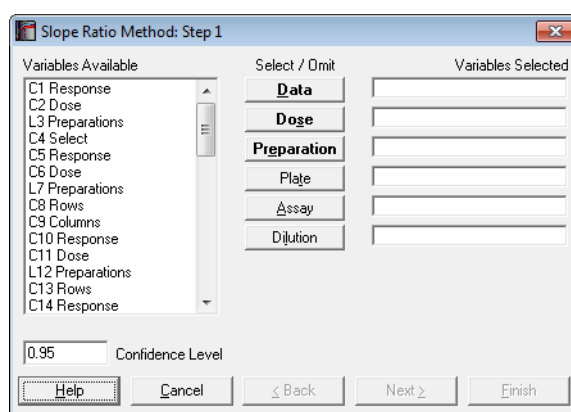 Slope Ratio Method: Step 1
Variables Available Select / Omit Variables Selected
C1 Response
C2 Dose
L3 Preparations
C4 Select
C5 Response
C6 Dose
L7 Preparations
C8 Rows
C9 Columns
C10 Response
C11 Dose
L12 Preparations
C13 Rows
C14 Response
Data
Dose
Preparation
Plate
Assay
Dilution
0.95 Confidence Level
Help Cancel < Back Next > Finish